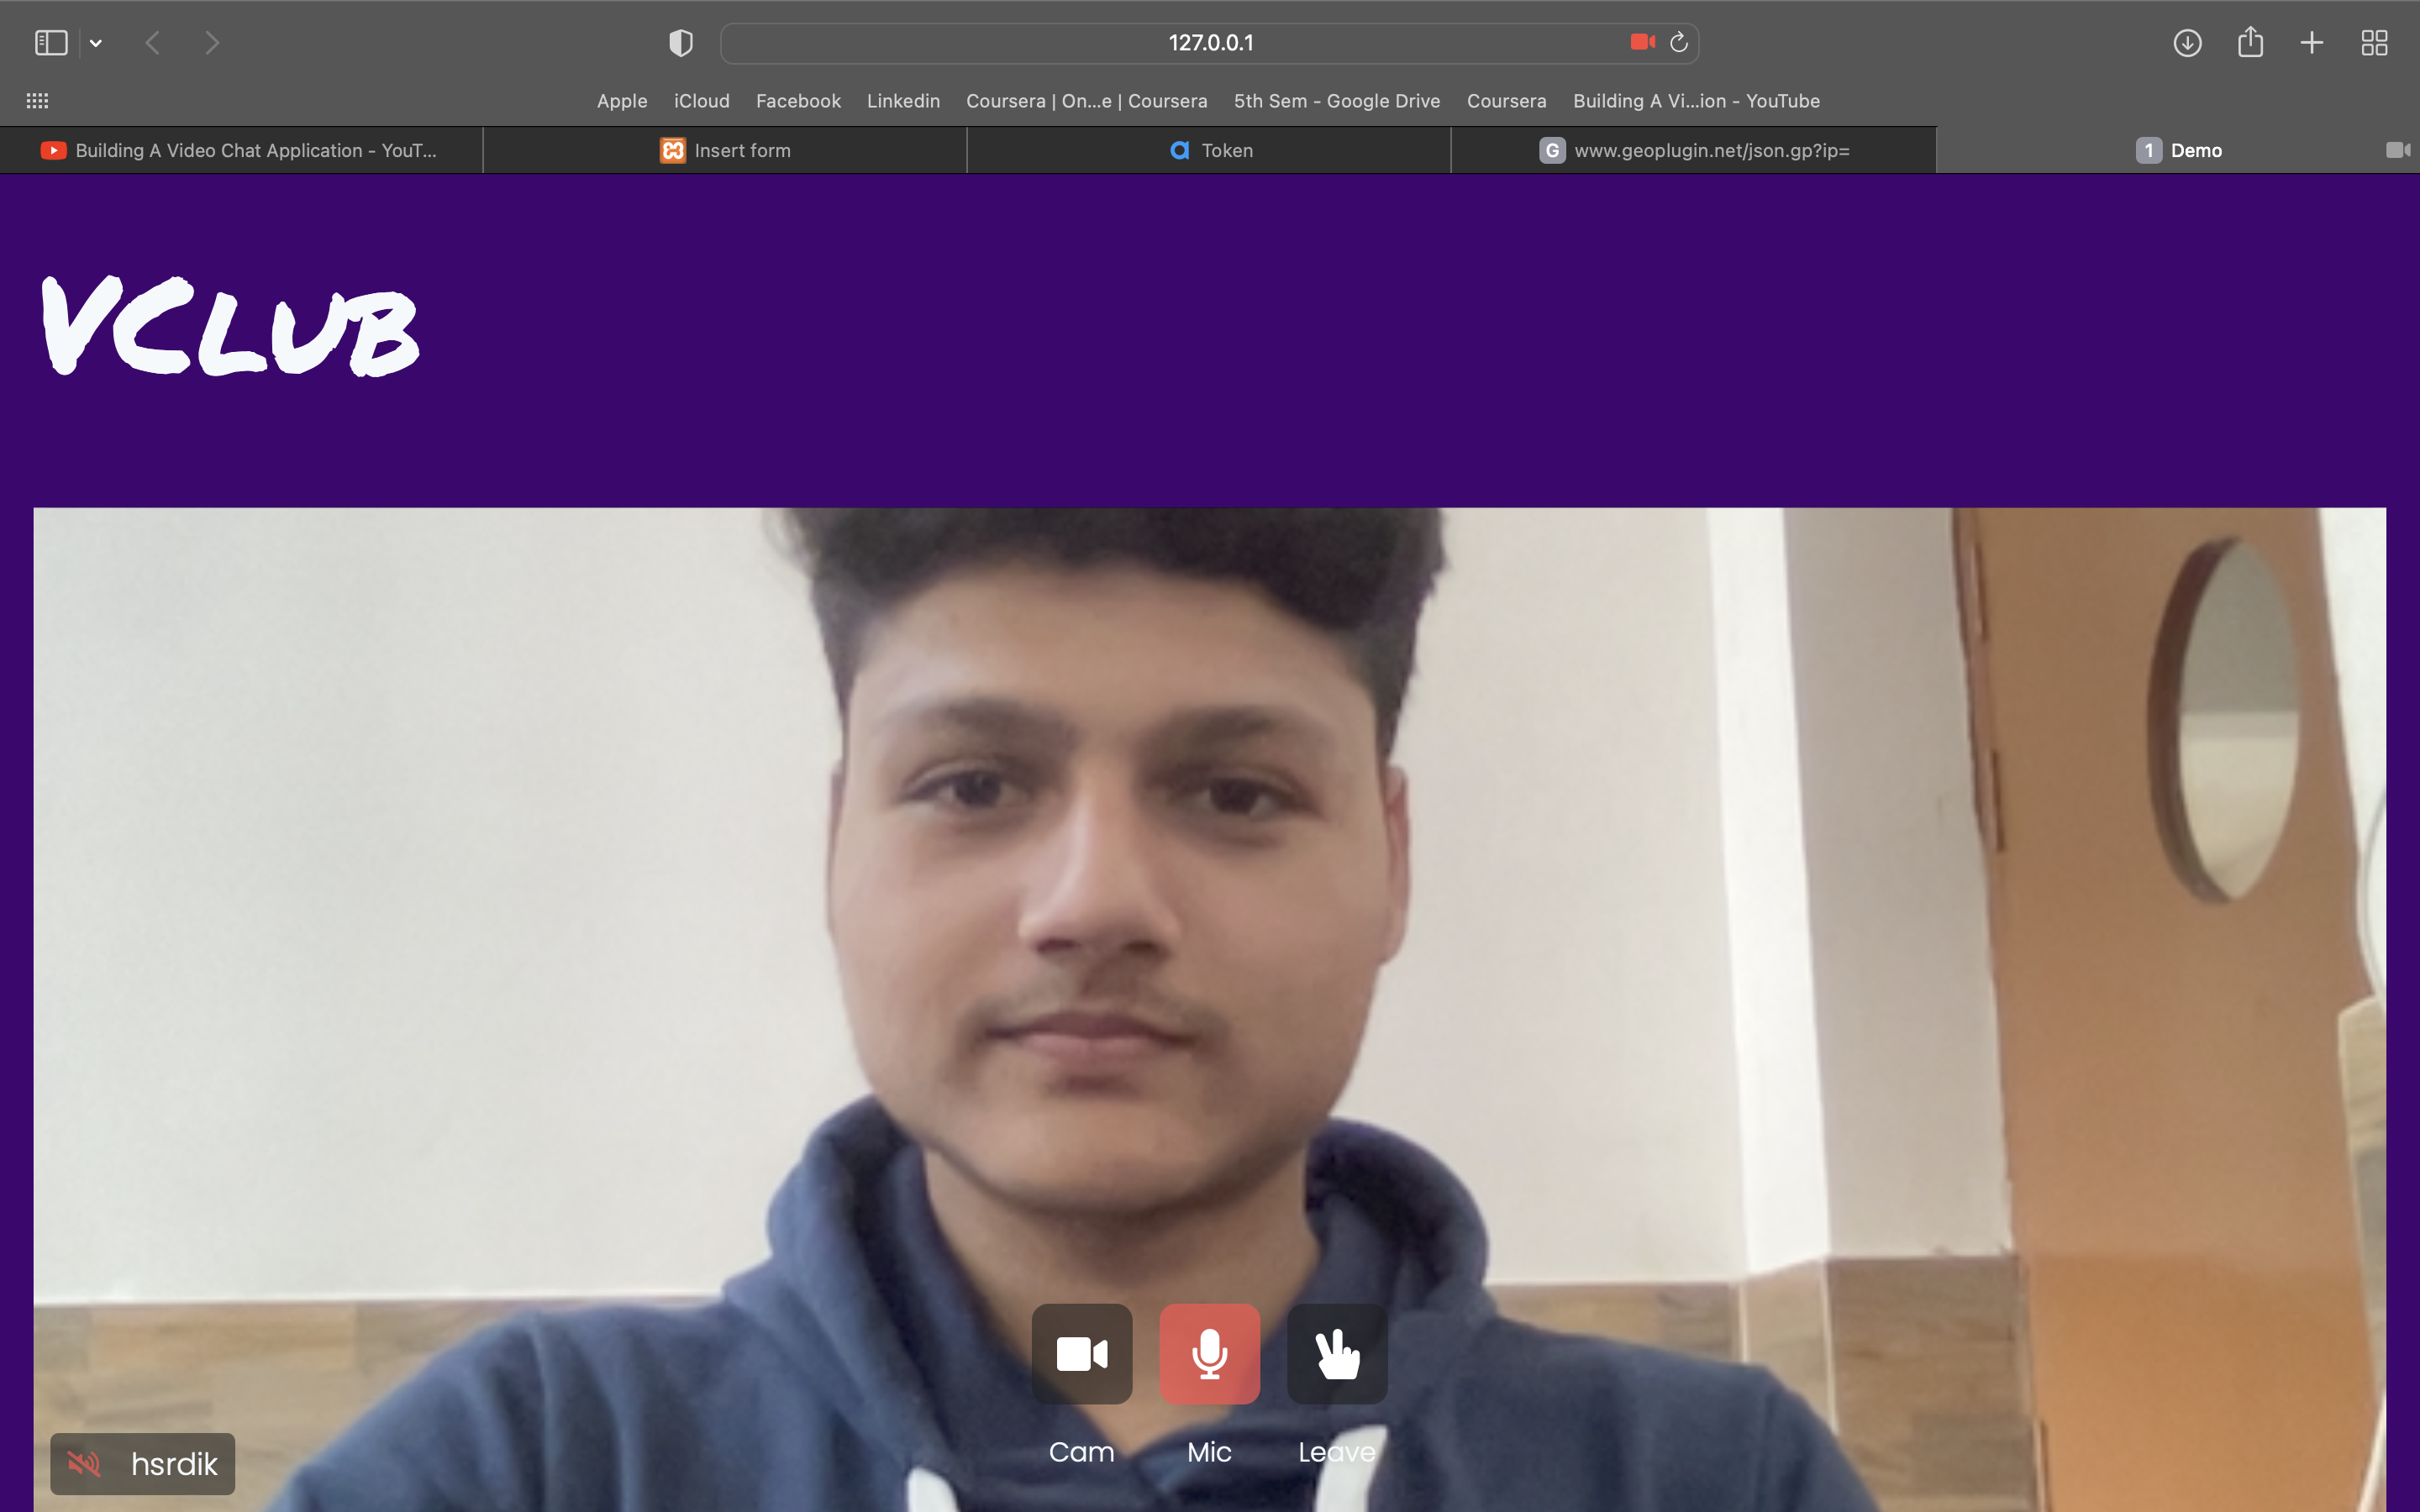 127.0.0.1
Apple iCloud Facebook Linkedin Coursera | On...e | Coursera 5th Sem - Google Drive Coursera Building A Vi...ion - YouTube
Building A Video Chat Application - YouT... Insert form Token G www.geoplugin.net/json.gp?ip= 1 Demo
VCLUB
Cam Mic Leave
hsrdik